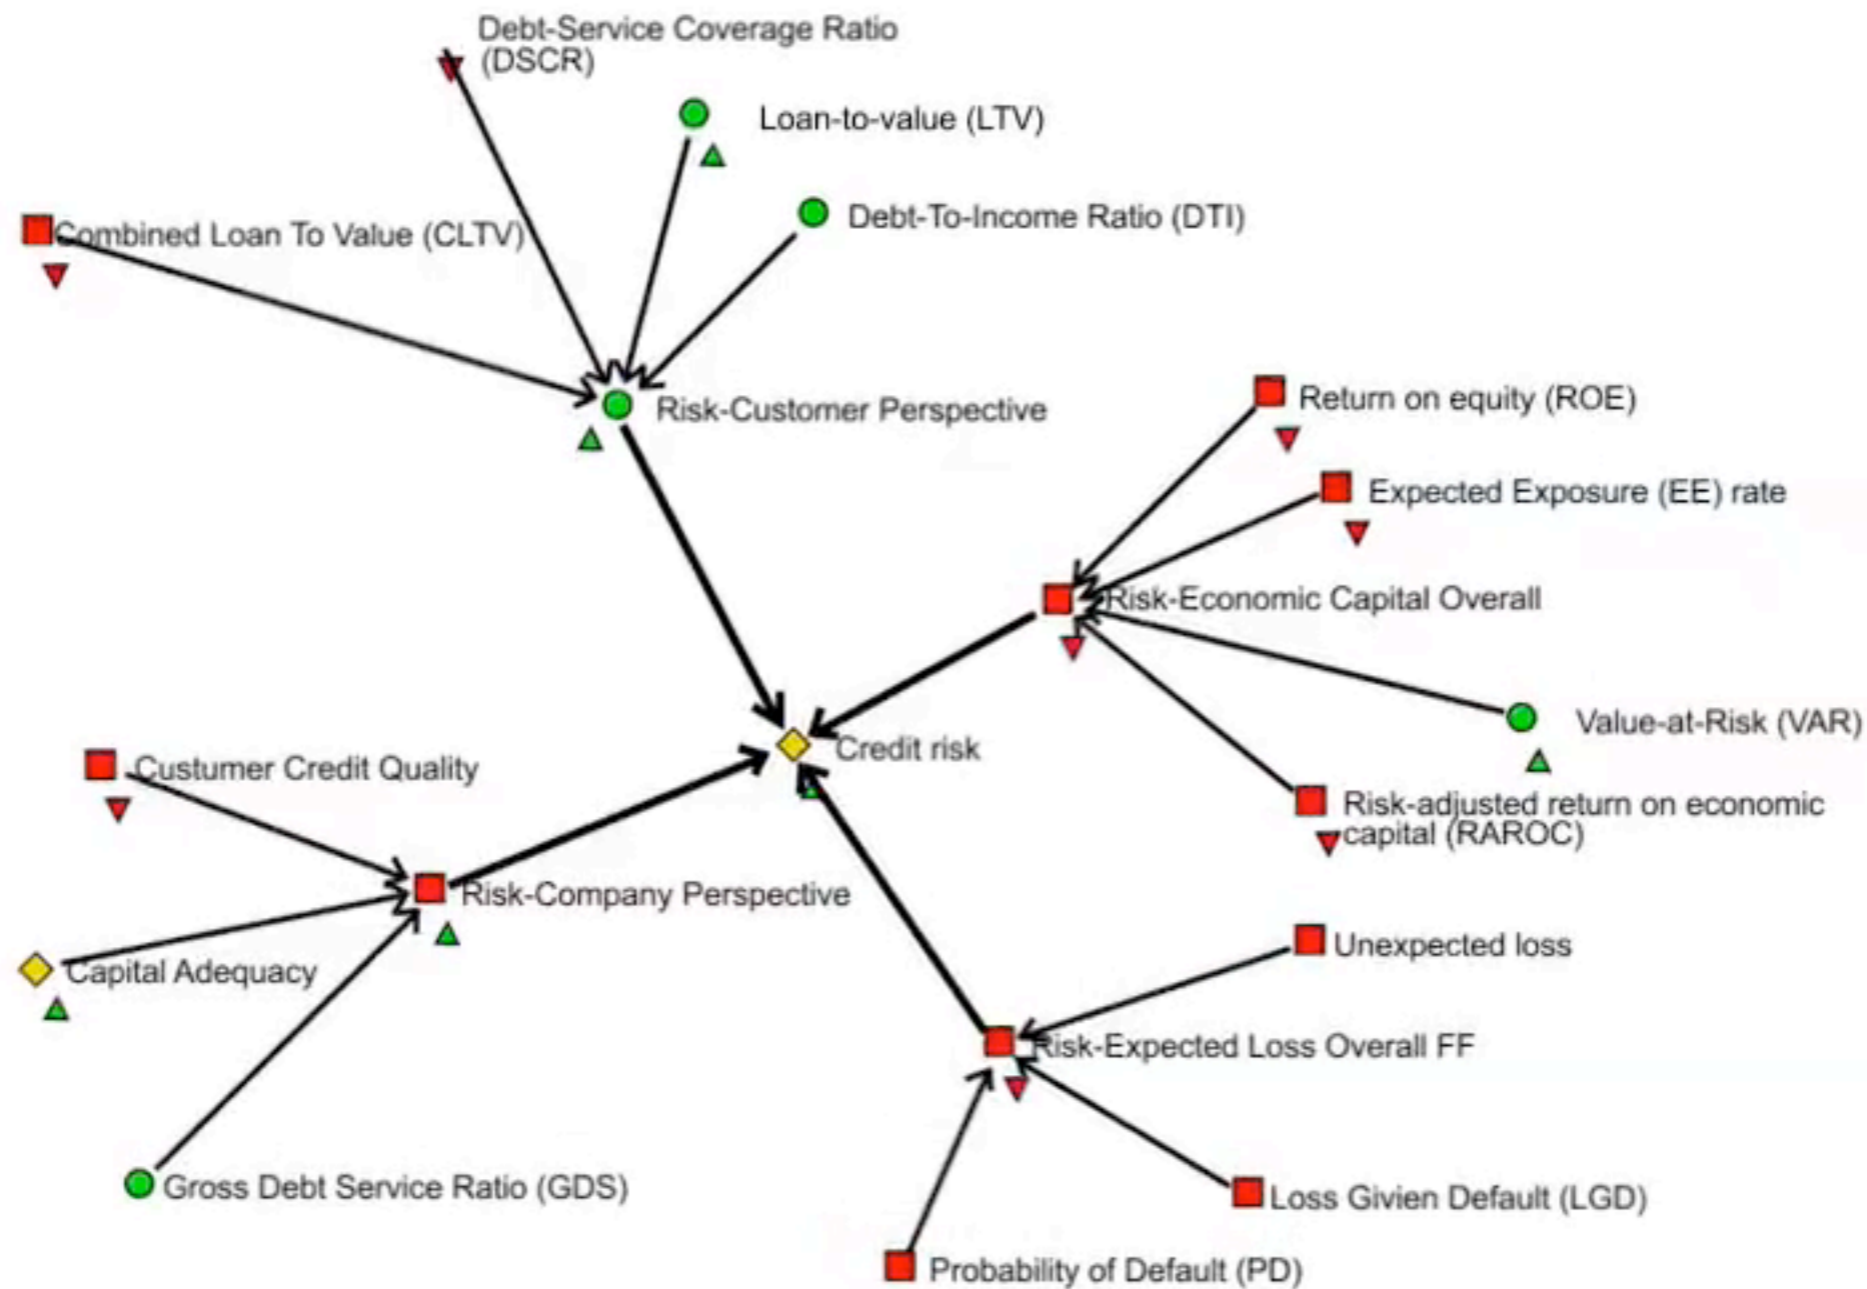 Debt-Service Coverage Ratio
(DSCR)
Loan-to-value (LTV)
Debt-To-Income Ratio (DTI)
Combined Loan To Value (CLTV)
Risk-Customer Perspective
Return on equity (ROE)
Expected Exposure (EE) rate
Risk-Economic Capital Overall
Value-at-Risk (VAR)
Credit risk
Custumer Credit Quality
Risk-adjusted return on economic
capital (RAROC)
Risk-Company Perspective
Unexpected loss
Capital Adequacy
Risk-Expected Loss Overall FF
Gross Debt Service Ratio (GDS)
Loss Givien Default (LGD)
Probability of Default (PD)